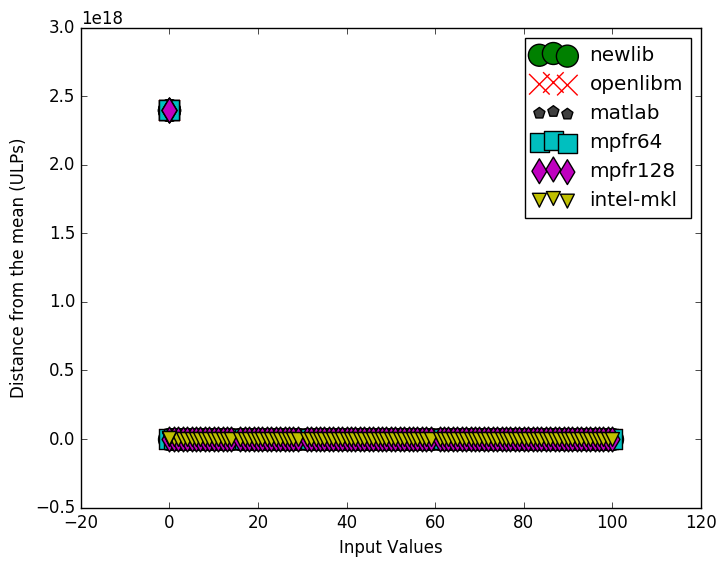 1e18
3.0
2.5
2.0
1.5
1.0
0.5
0.0
−0.5
Distance from the mean (ULPs)
newlib
openlibm
matlab
mpfr64
mpfr128
intel-mkl
−20
0
20
40
60
80
100
120
Input Values